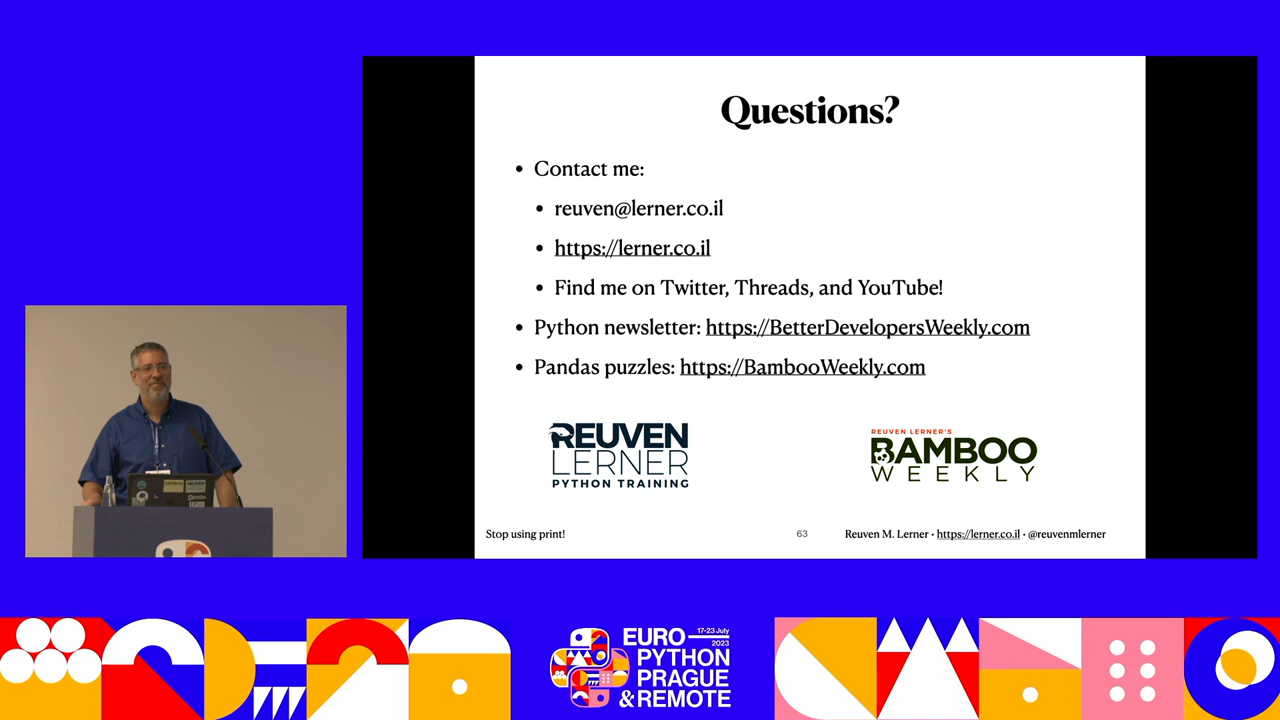 Questions?
• Contact me:
• reuven@lerner.co.il
• https://lerner.co.il
• Find me on Twitter, Threads, and YouTube!
• Python newsletter: https://BetterDevelopersWeekly.com
• Pandas puzzles: https://BambooWeekly.com
REUVEN
LERNER
PYTHON TRAINING
REUVEN LERNER'S
BAMBOO
WEEKLY
Stop using print!
63
Reuven M. Lerner · https://lerner.co.il · @reuvenmlerner
BAMBOO
REUVEN
17-23 July
2023
EURO
PYTHON
PRAGUE
& REMOTE